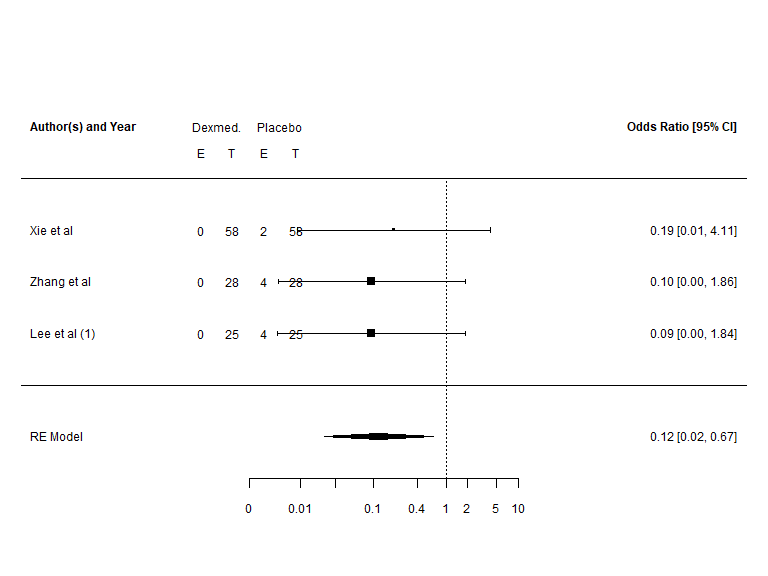 Author(s) and Year Dexmed. Placebo Odds Ratio [95% CI]
E T E T
Xie et al 0 58 2 58 0.19 [0.01, 4.11]
Zhang et al 0 28 4 28 0.10 [0.00, 1.86]
Lee et al (1) 0 25 4 25 0.09 [0.00, 1.84]
RE Model 0.12 [0.02, 0.67]
0 0.01 0.1 0.4 1 2 5 10